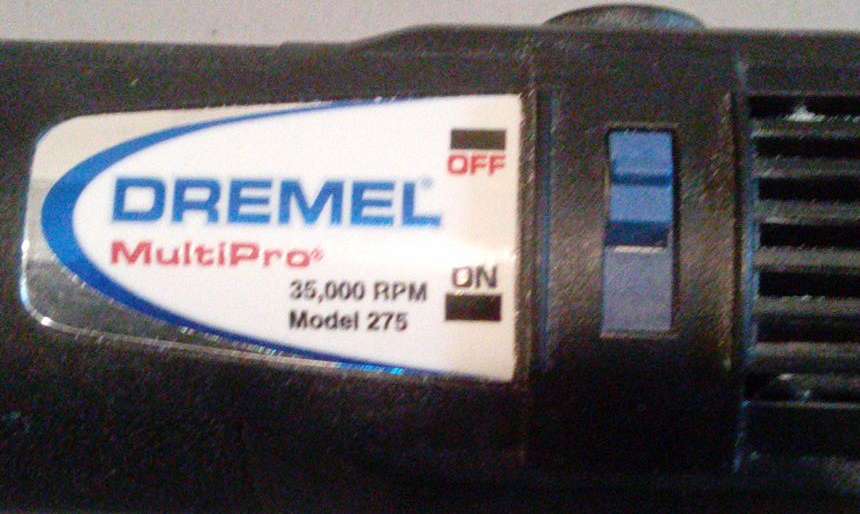 OFF
DREMEL®
MultiPro®
ON
35,000 RPM
Model 275